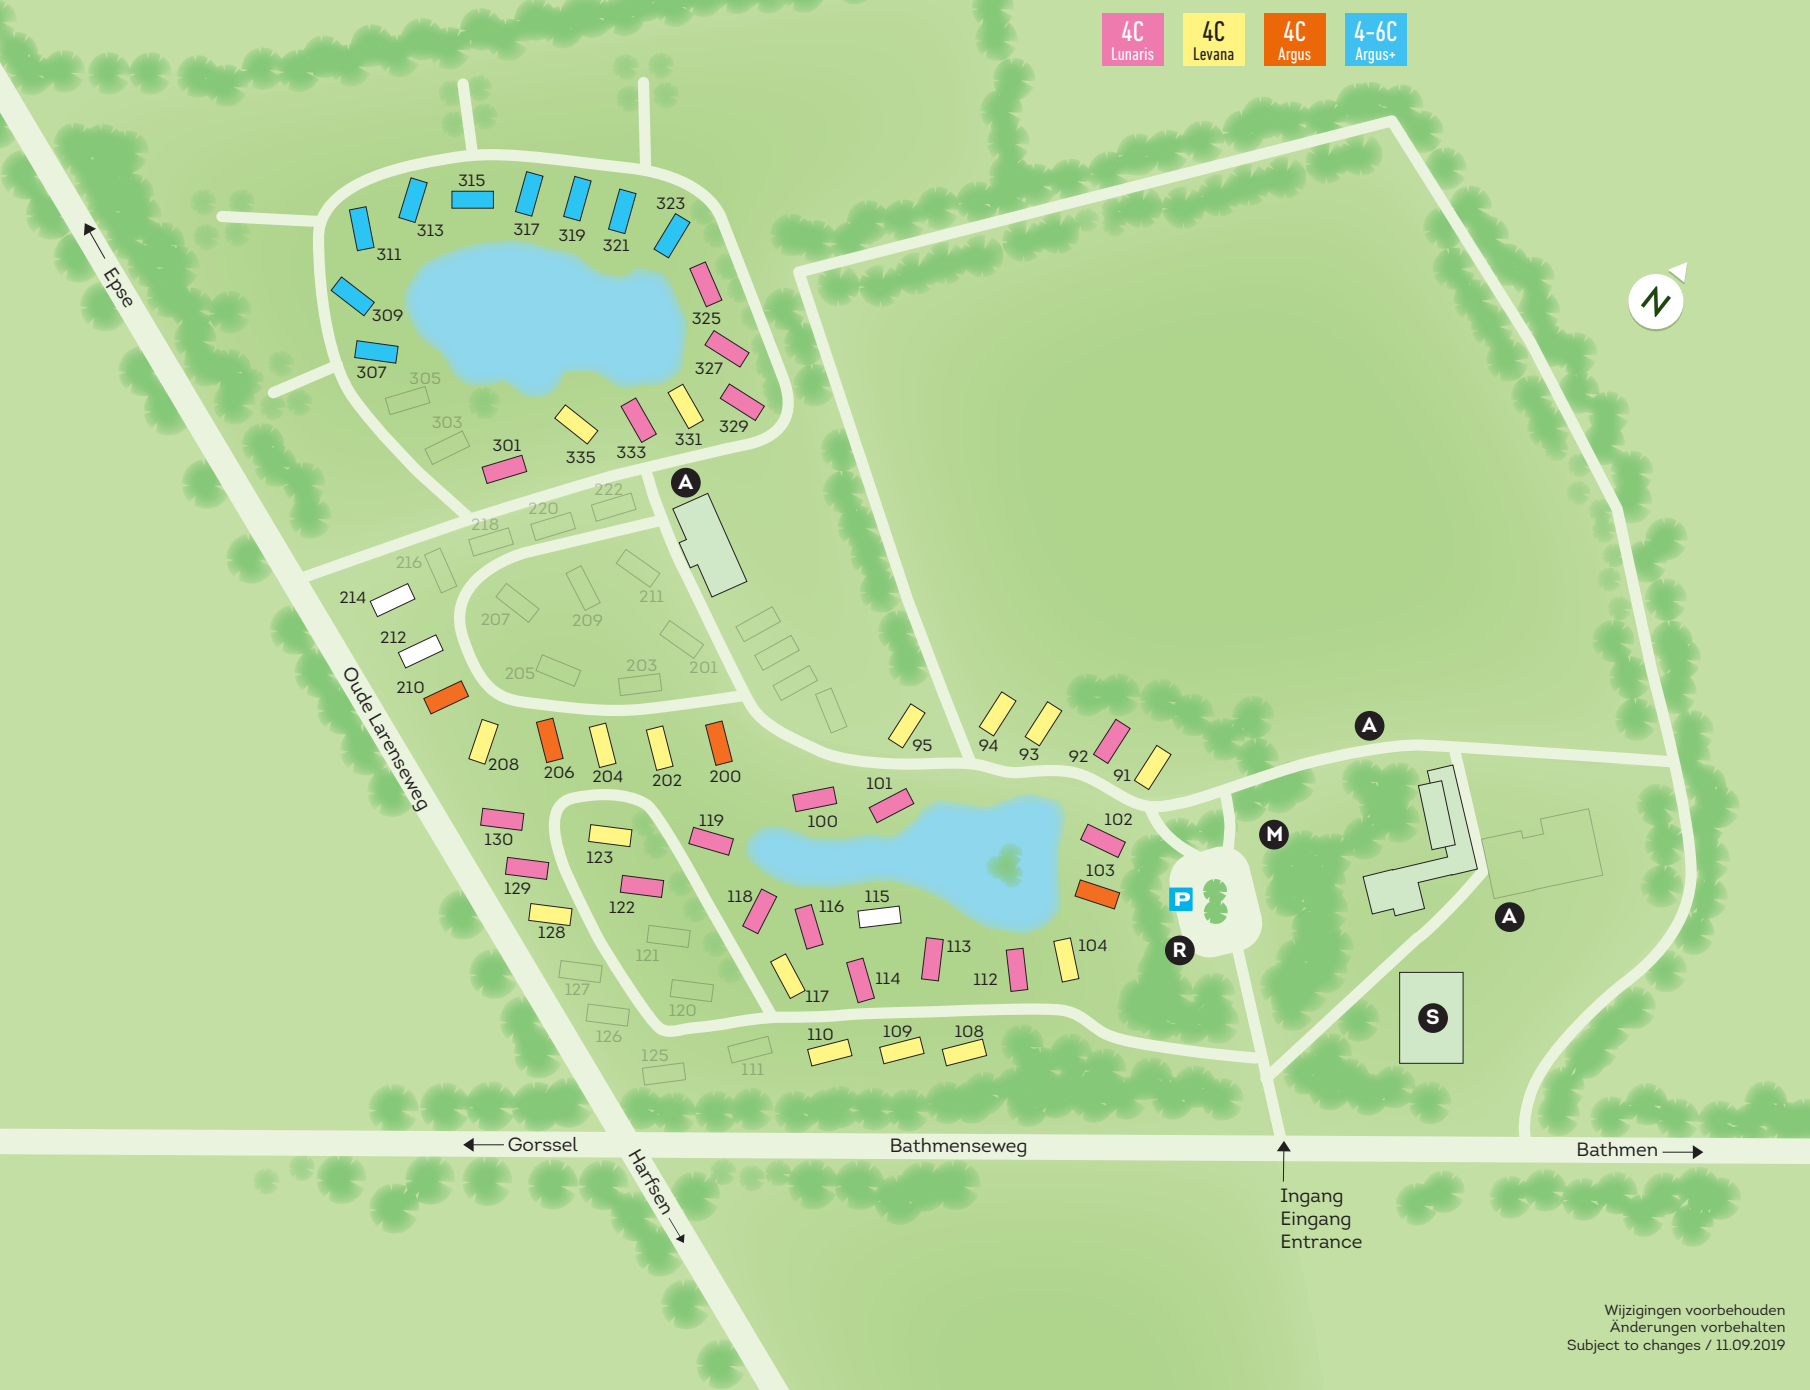 4C
Lunaris
4C
Levana
4C
Argus
4-6C
Argus+
315
323
313
317
319
321
311
309
325
307
327
305
303
329
331
333
335
301
A
222
220
218
216
214
211
207
209
212
205
203
201
210
208
206
204
202
200
95
94
93
92
91
A
101
100
119
102
M
130
123
103
129
122
118
116
115
P
128
113
104
A
121
R
112
114
127
117
120
S
126
110
109
108
125
111
N
Epse
Oude Larenseweg
Gorssel
Bathmenseweg
Bathmen
Harfsen
Ingang
Eingang
Entrance
Wijzigingen voorbehouden
Änderungen vorbehalten
Subject to changes / 11.09.2019